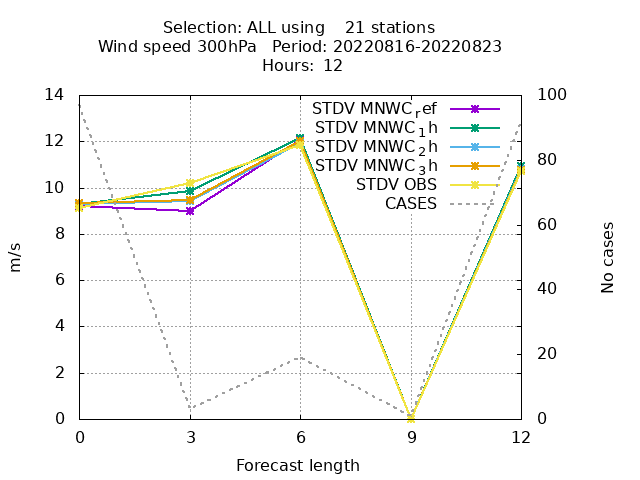 Selection: ALL using    21 stations
Wind speed 300hPa   Period: 20220816-20220823
Hours: 12
STDV MNWC_ref
STDV MNWC_1h
STDV MNWC_2h
STDV MNWC_3h
STDV OBS
CASES
14
12
10
8
6
4
2
0
m/s
100
80
60
40
20
0
No cases
0 3 6 9 12
Forecast length